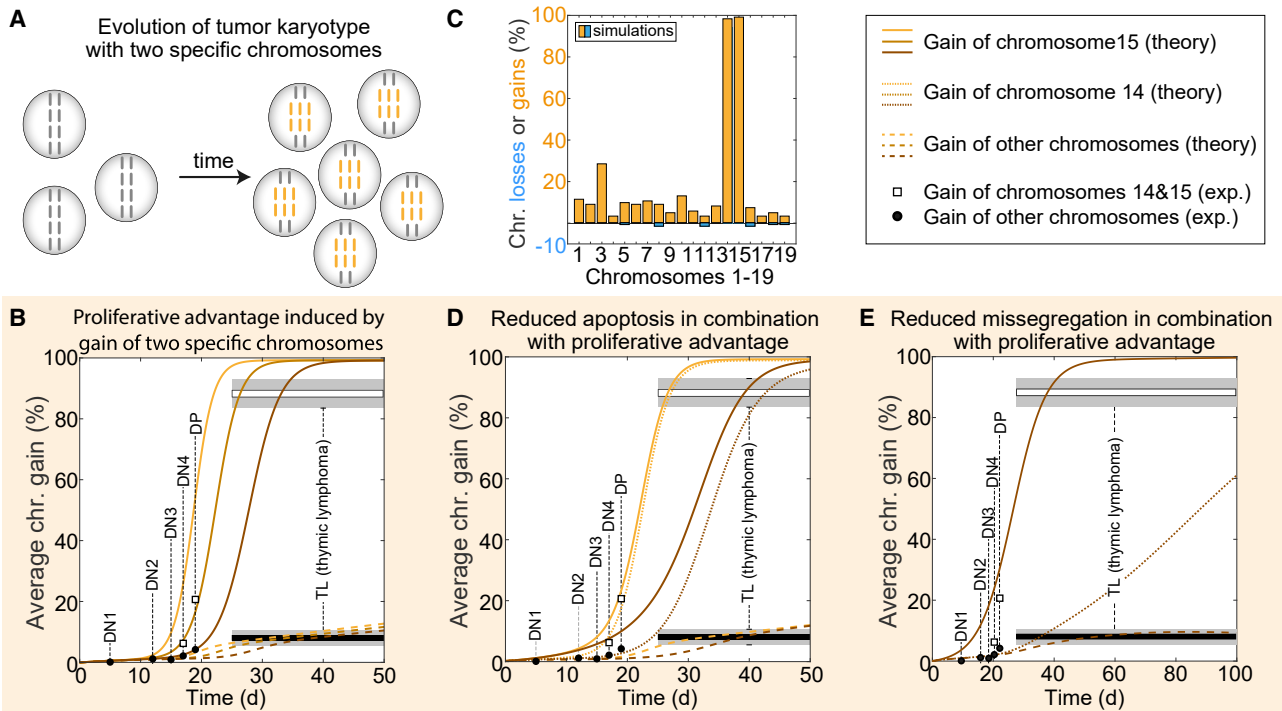 A
Evolution of tumor karyotype
with two specific chromosomes
time
C
Chr. losses or gains (%)
100
80
60
40
20
-10
simulations
1 3 5 7 9 11 13 15 17 19
Chromosomes 1-19
Gain of chromosome15 (theory)
Gain of chromosome 14 (theory)
Gain of other chromosomes (theory)
Gain of chromosomes 14&15 (exp.)
Gain of other chromosomes (exp.)
B
Proliferative advantage induced by
gain of two specific chromosomes
Average chr. gain (%)
100
80
60
40
20
0
DN1
DN2
DN3
DN4
DP
TL (thymic lymphoma)
0 10 20 30 40 50
Time (d)
D
Reduced apoptosis in combination
with proliferative advantage
Average chr. gain (%)
100
80
60
40
20
0
DN1
DN2
DN3
DN4
DP
TL (thymic lymphoma)
0 10 20 30 40 50
Time (d)
E
Reduced missegregation in combination
with proliferative advantage
Average chr. gain (%)
100
80
60
40
20
0
DN1
DN2
DN3
DN4
DP
TL (thymic lymphoma)
0 20 40 60 80 100
Time (d)